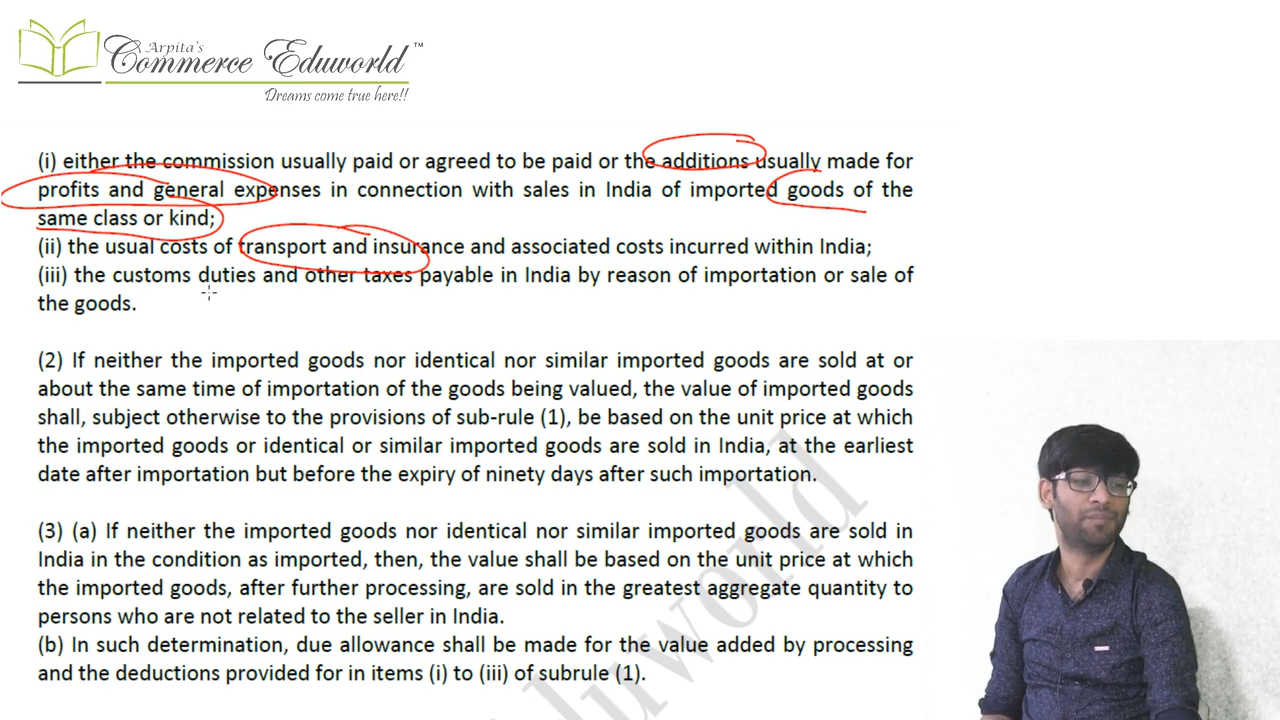 Arpita's
Commerce Eduworld™
Dreams come true here!!
(i) either the commission usually paid or agreed to be paid or the additions usually made for
profits and general expenses in connection with sales in India of imported goods of the
same class or kind;
(ii) the usual costs of transport and insurance and associated costs incurred within India;
(iii) the customs duties and other taxes payable in India by reason of importation or sale of
the goods.
(2) If neither the imported goods nor identical nor similar imported goods are sold at or
about the same time of importation of the goods being valued, the value of imported goods
shall, subject otherwise to the provisions of sub-rule (1), be based on the unit price at which
the imported goods or identical or similar imported goods are sold in India, at the earliest
date after importation but before the expiry of ninety days after such importation.
(3) (a) If neither the imported goods nor identical nor similar imported goods are sold in
India in the condition as imported, then, the value shall be based on the unit price at which
the imported goods, after further processing, are sold in the greatest aggregate quantity to
persons who are not related to the seller in India.
(b) In such determination, due allowance shall be made for the value added by processing
and the deductions provided for in items (i) to (iii) of subrule (1).
duworld